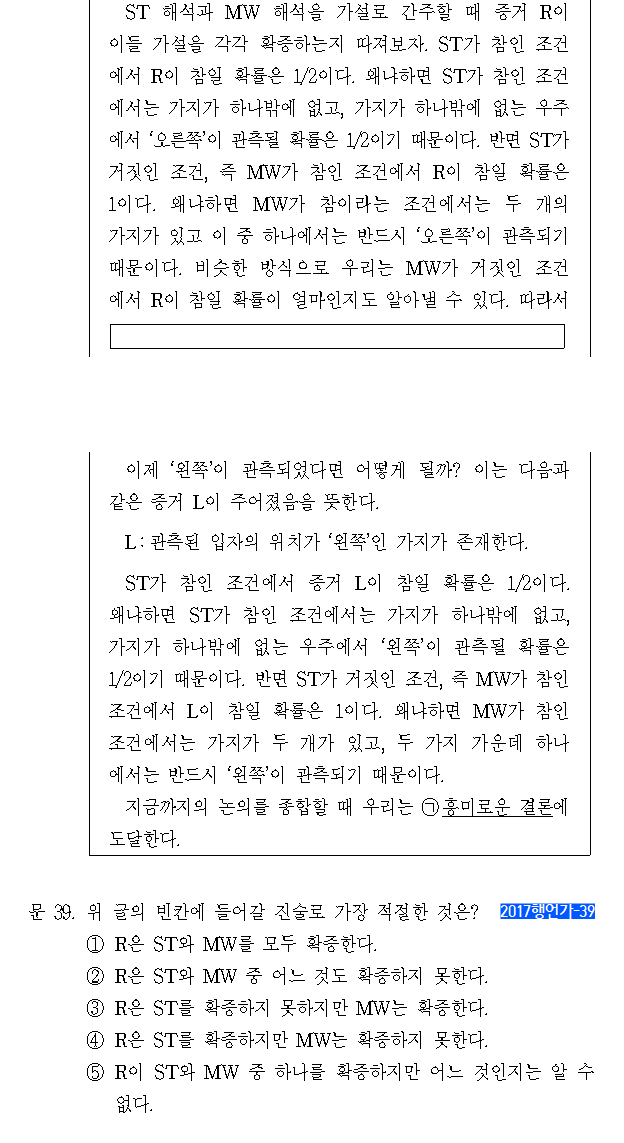 ST 해석과 MW 해석을 가설로 간주할 때 증거 R이
이들 가설을 각각 확증하는지 따져보자. ST가 참인 조건
에서 R이 참일 확률은 1/2이다. 왜냐하면 ST가 참인 조건
에서는 가지가 하나밖에 없고, 가지가 하나밖에 없는 우주
에서 ‘오른쪽’이 관측될 확률은 1/2이기 때문이다. 반면 ST가
거짓인 조건, 즉 MW가 참인 조건에서 R이 참일 확률은
1이다. 왜냐하면 MW가 참이라는 조건에서는 두 개의
가지가 있고 이 중 하나에서는 반드시 ‘오른쪽’이 관측되기
때문이다. 비슷한 방식으로 우리는 MW가 거짓인 조건
에서 R이 참일 확률이 얼마인지도 알아낼 수 있다. 따라서
이제 ‘왼쪽’이 관측되었다면 어떻게 될까? 이는 다음과
같은 증거 L이 주어졌음을 뜻한다.
L: 관측된 입자의 위치가 ‘왼쪽’인 가지가 존재한다.
ST가 참인 조건에서 증거 L이 참일 확률은 1/2이다.
왜냐하면 ST가 참인 조건에서는 가지가 하나밖에 없고,
가지가 하나밖에 없는 우주에서 ‘왼쪽’이 관측될 확률은
1/2이기 때문이다. 반면 ST가 거짓인 조건, 즉 MW가 참인
조건에서 L이 참일 확률은 1이다. 왜냐하면 MW가 참인
조건에서는 가지가 두 개가 있고, 두 가지 가운데 하나
에서는 반드시 ‘왼쪽’이 관측되기 때문이다.
지금까지의 논의를 종합할 때 우리는 ㉠흥미로운 결론에
도달한다.
문 39. 위 글의 빈칸에 들어갈 진술로 가장 적절한 것은? 2017행언가-39
① R은 ST와 MW를 모두 확증한다.
② R은 ST와 MW 중 어느 것도 확증하지 못한다.
③ R은 ST를 확증하지 못하지만 MW는 확증한다.
④ R은 ST를 확증하지만 MW는 확증하지 못한다.
⑤ R이 ST와 MW 중 하나를 확증하지만 어느 것인지는 알 수
없다.